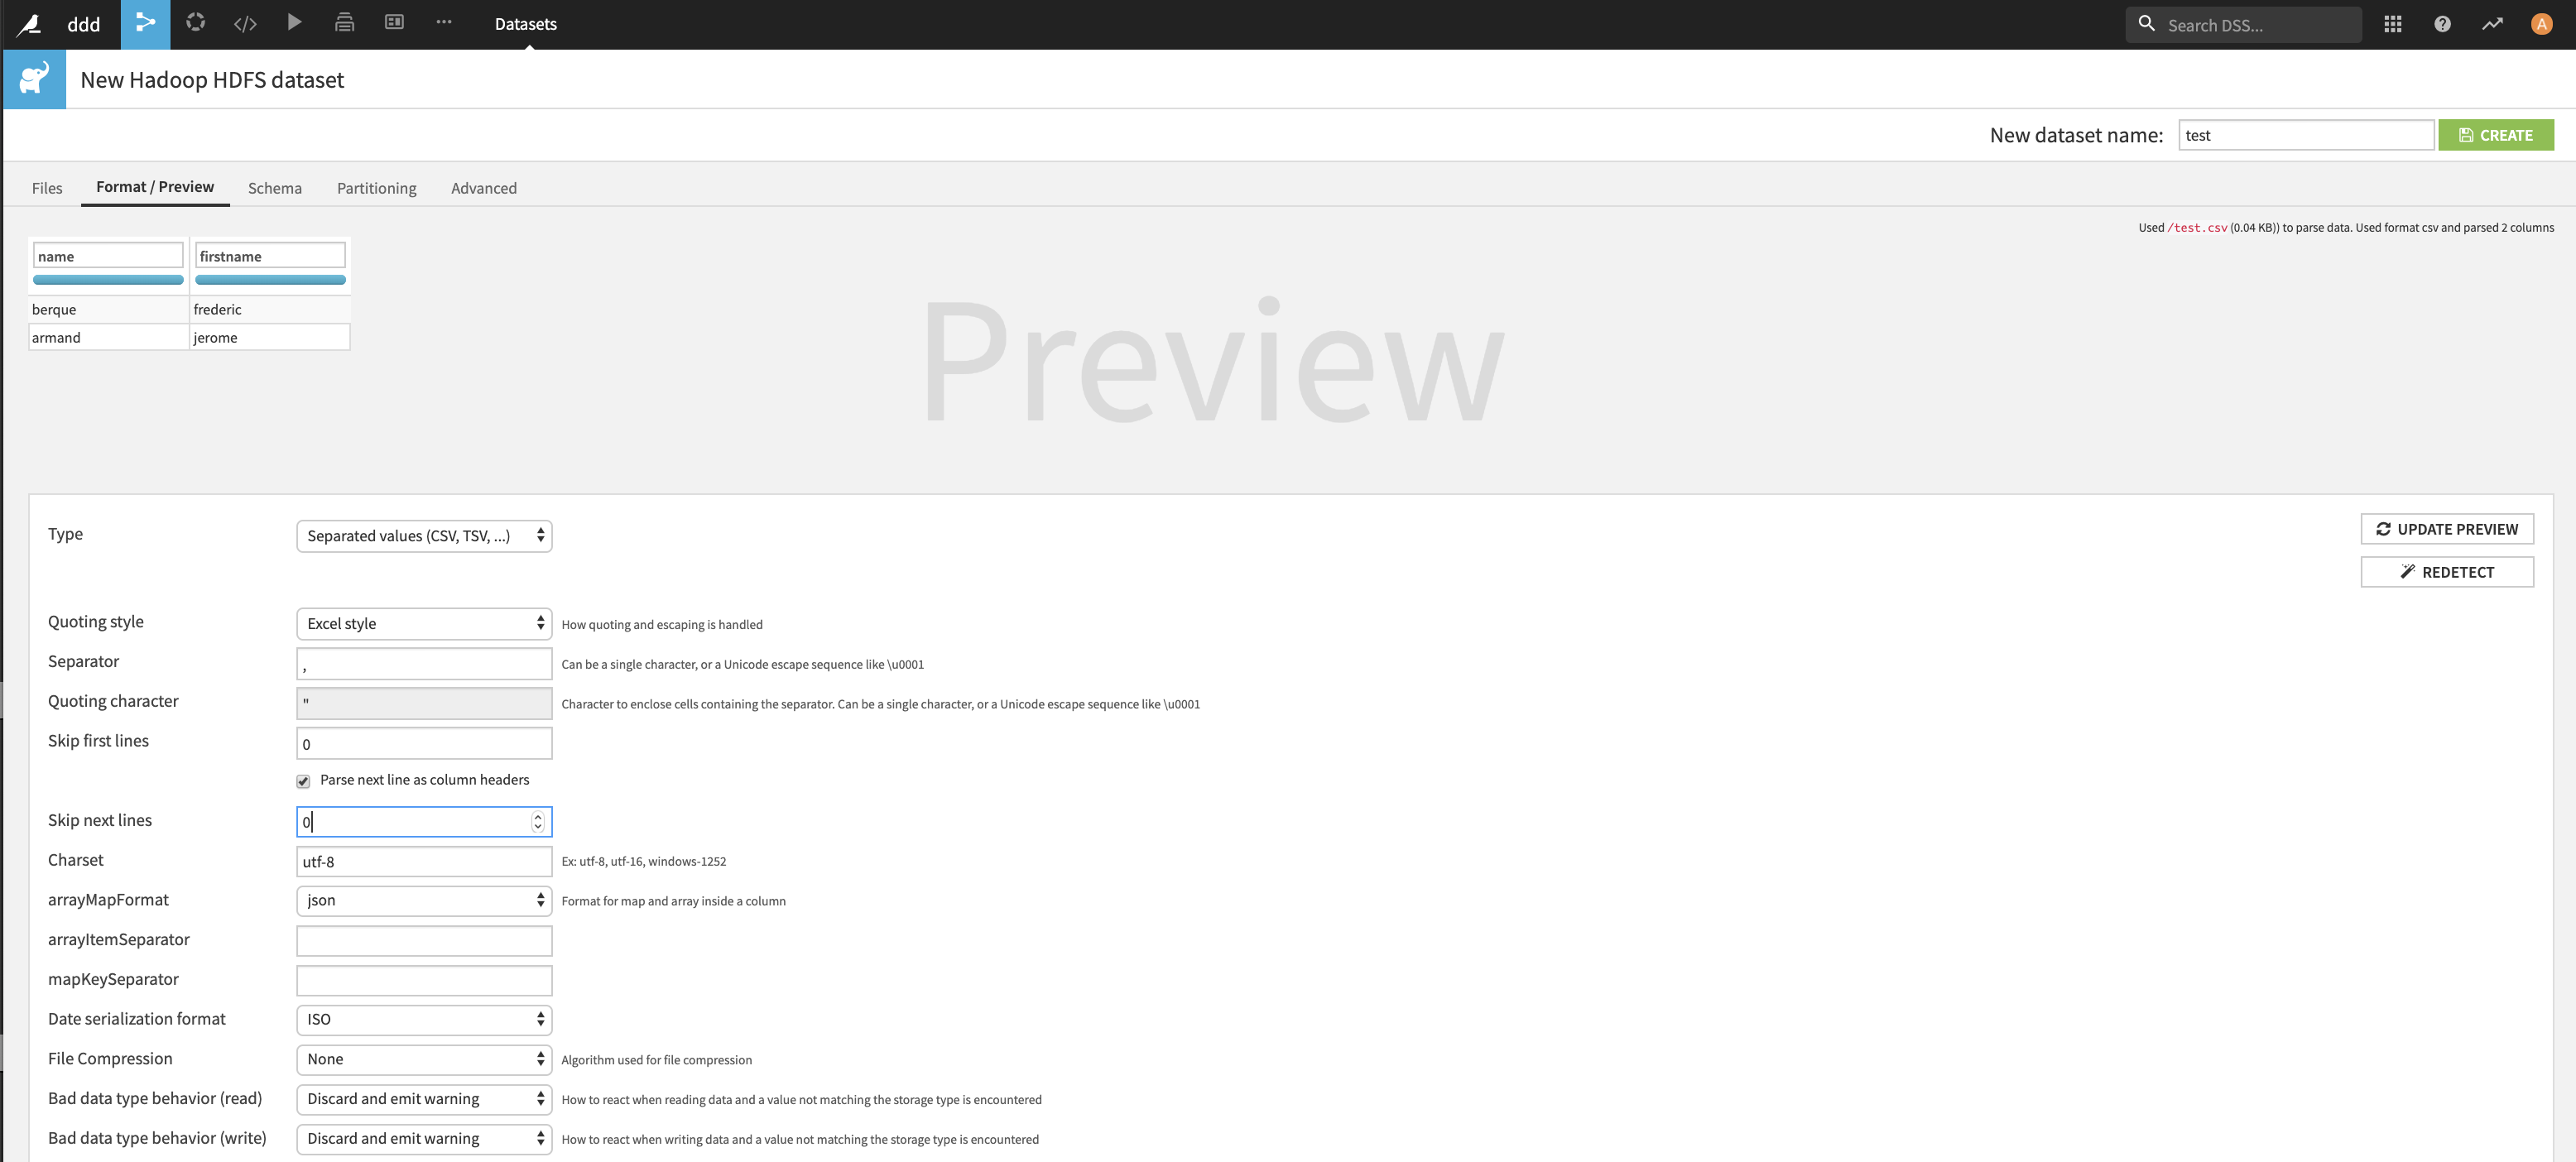 ddd Datasets Search DSS... A
New Hadoop HDFS dataset
New dataset name: test CREATE
Files Format / Preview Schema Partitioning Advanced
Used /test.csv (0.04 KB)) to parse data. Used format csv and parsed 2 columns
name firstname
berque frederic
armand jerome
Preview
Type Separated values (CSV, TSV, ...) UPDATE PREVIEW
REDETECT
Quoting style Excel style How quoting and escaping is handled
Separator , Can be a single character, or a Unicode escape sequence like \u0001
Quoting character " Character to enclose cells containing the separator. Can be a single character, or a Unicode escape sequence like \u0001
Skip first lines 0
Parse next line as column headers
Skip next lines 0
Charset utf-8 Ex: utf-8, utf-16, windows-1252
arrayMapFormat json Format for map and array inside a column
arrayItemSeparator
mapKeySeparator
Date serialization format ISO
File Compression None Algorithm used for file compression
Bad data type behavior (read) Discard and emit warning How to react when reading data and a value not matching the storage type is encountered
Bad data type behavior (write) Discard and emit warning How to react when writing data and a value not matching the storage type is encountered